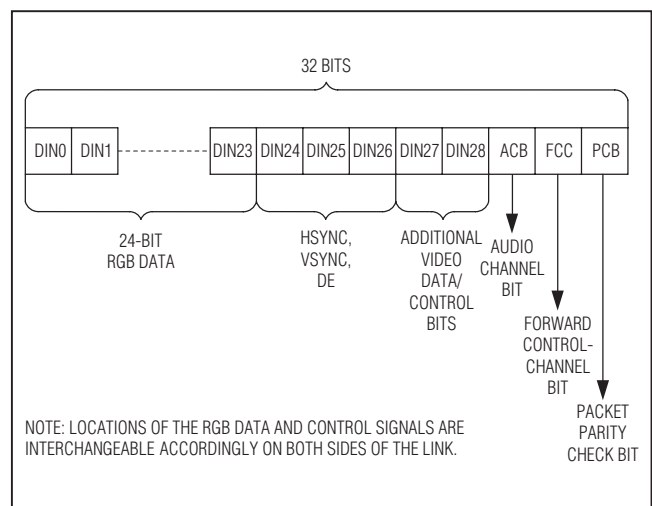 32 BITS
DIN0 DIN1 DIN23 DIN24 DIN25 DIN26 DIN27 DIN28 ACB FCC PCB
24-BIT
RGB DATA
HSYNC,
VSYNC,
DE
ADDITIONAL
VIDEO
DATA/
CONTROL
BITS
AUDIO
CHANNEL
BIT
FORWARD
CONTROL-
CHANNEL
BIT
PACKET
PARITY
CHECK BIT
NOTE: LOCATIONS OF THE RGB DATA AND CONTROL SIGNALS ARE
INTERCHANGEABLE ACCORDINGLY ON BOTH SIDES OF THE LINK.